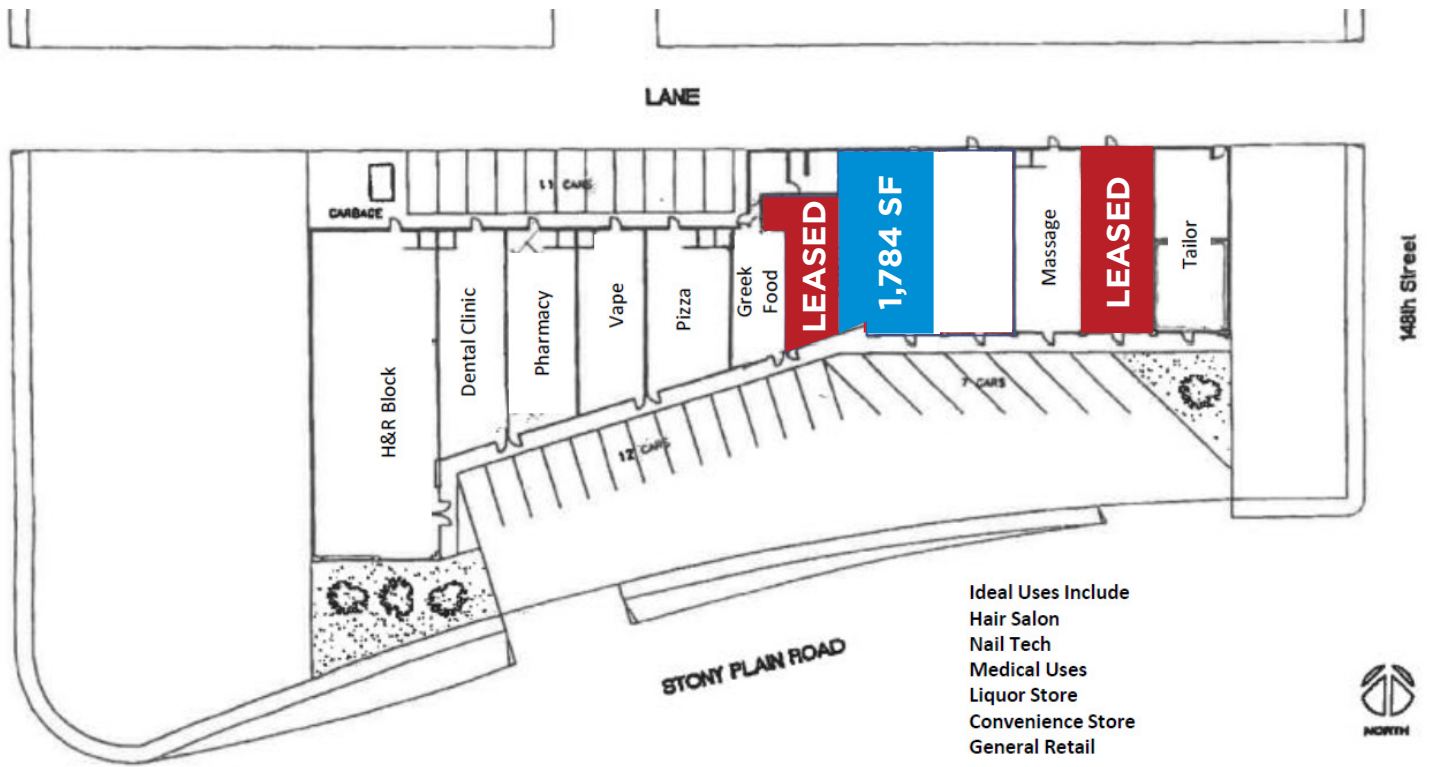 LANE
11 CARS
GARBAGE
H&R Block
Dental Clinic
Pharmacy
Vape
Pizza
Greek
Food
LEASED
1,784 SF
Massage
LEASED
Tailor
148th Street
7 CARS
12 CARS
STONY PLAIN ROAD
Ideal Uses Include
Hair Salon
Nail Tech
Medical Uses
Liquor Store
Convenience Store
General Retail
NORTH